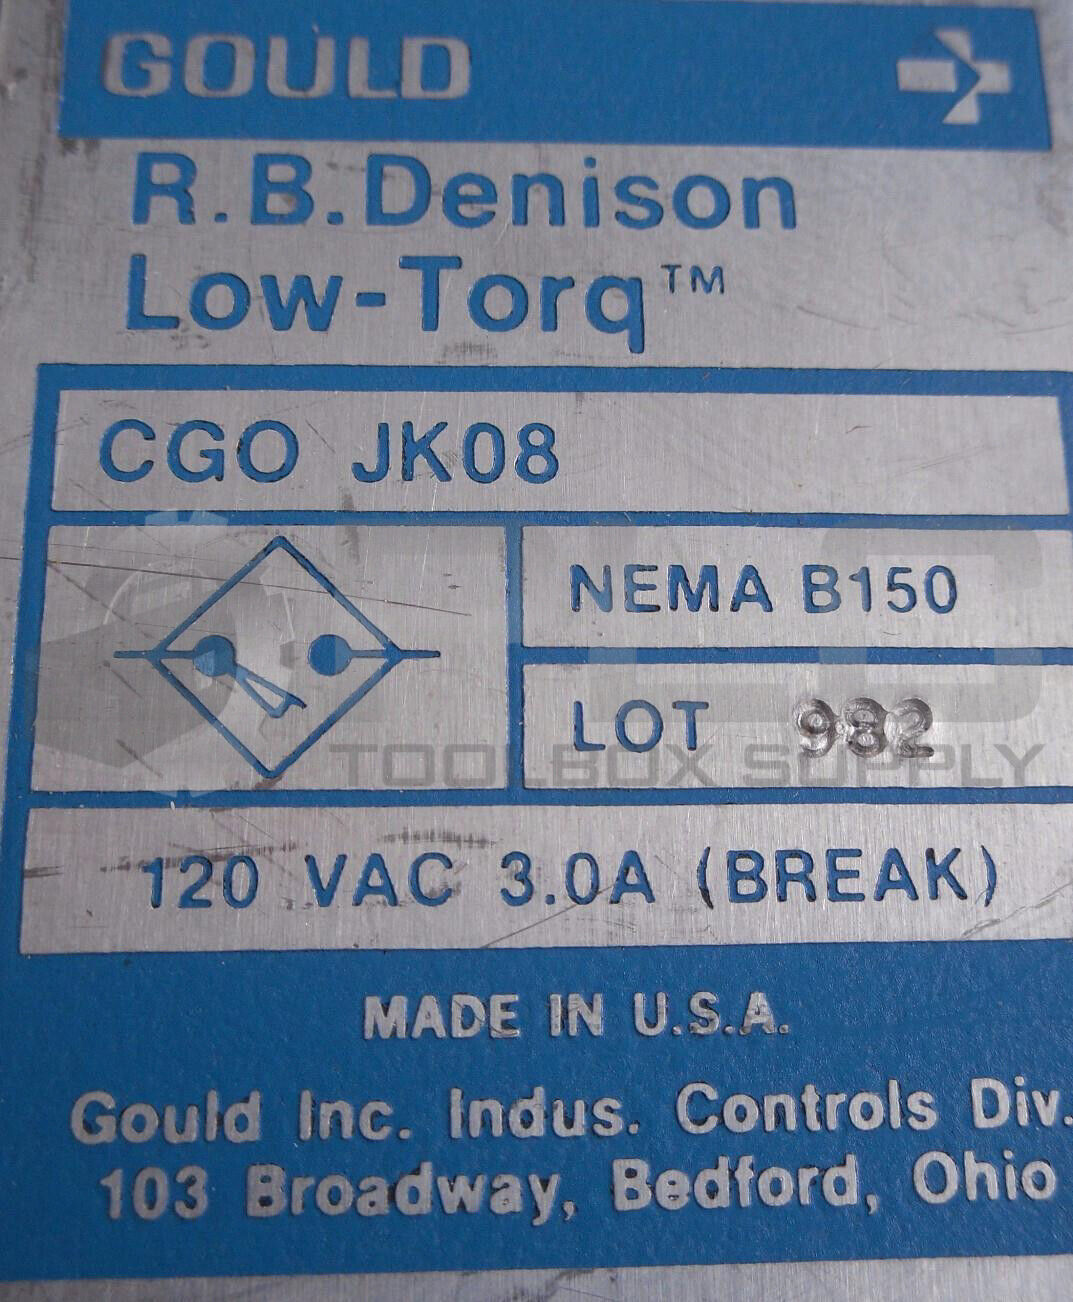 GOULD
R.B.Denison
Low-Torq™
CGO JK08
NEMA B150
LOT 982
TOOLBOX SUPPLY
120 VAC 3.0A (BREAK)
MADE IN U.S.A.
Gould Inc. Indus. Controls Div.
103 Broadway, Bedford, Ohio